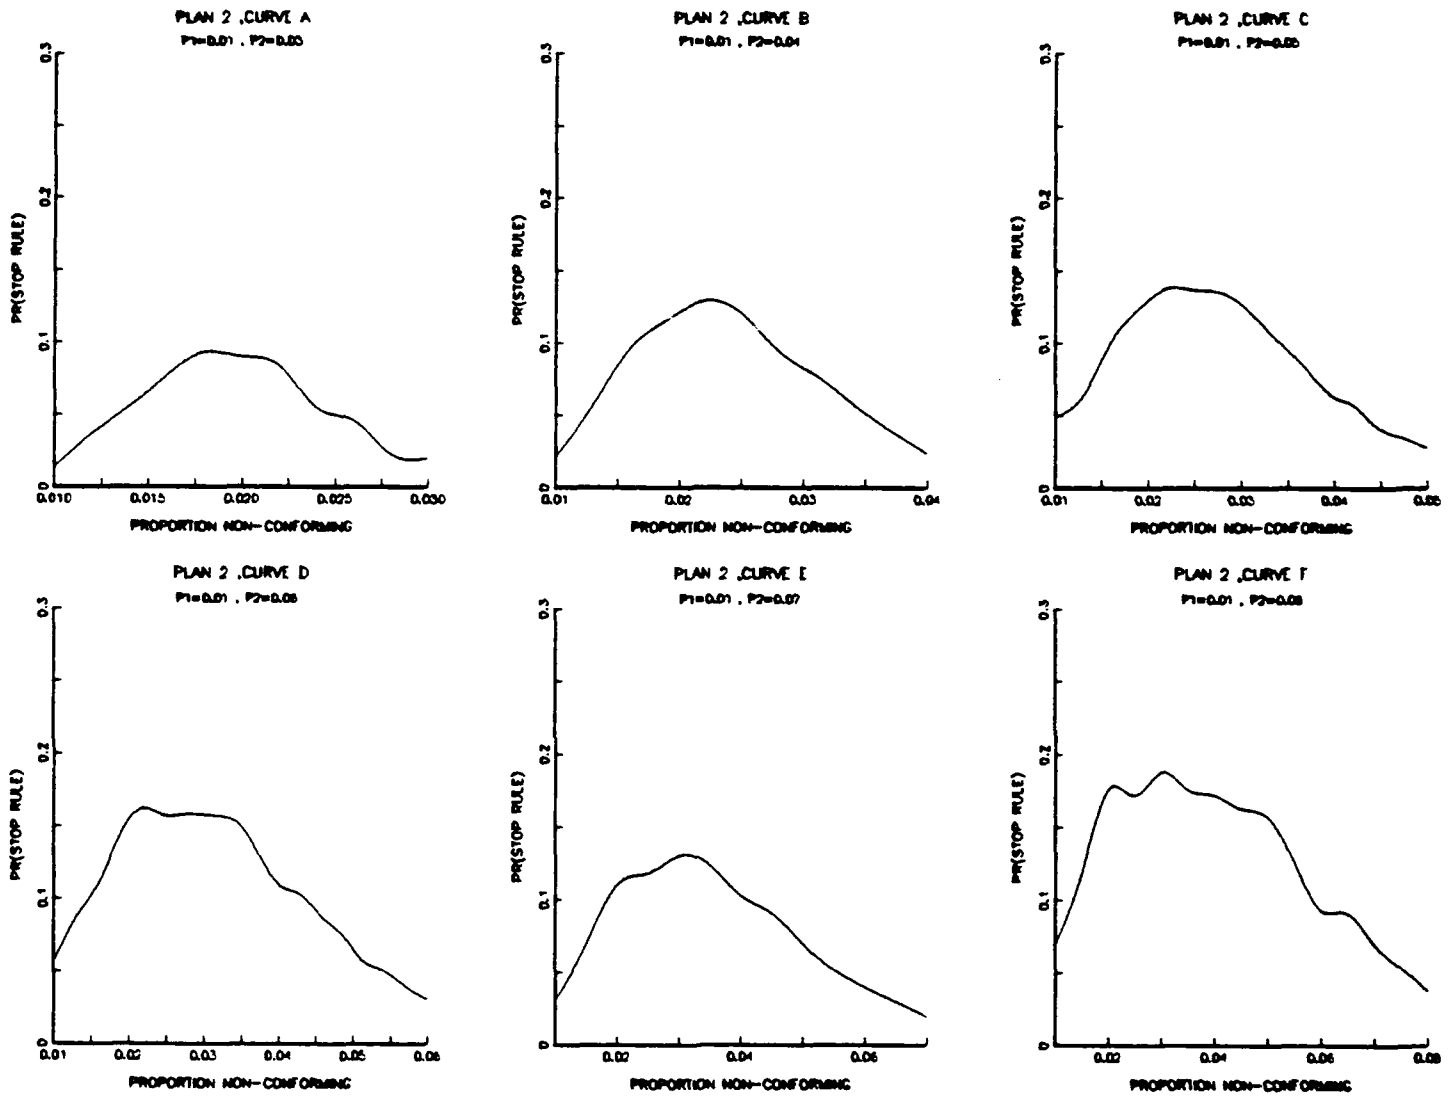 PLAN 2 ,CURVE A
P1=0.01 , P2=0.03
0.3
0.2
0.1
0
PR(STOP RULE)
0.010 0.015 0.020 0.025 0.030
PROPORTION NON-CONFORMING
PLAN 2 ,CURVE B
P1=0.01 , P2=0.04
0.3
0.2
0.1
0
PR(STOP RULE)
0.01 0.02 0.03 0.04
PROPORTION NON-CONFORMING
PLAN 2 ,CURVE C
P1=0.01 , P2=0.05
0.3
0.2
0.1
0
PR(STOP RULE)
0.01 0.02 0.03 0.04 0.05
PROPORTION NON-CONFORMING
PLAN 2 ,CURVE D
P1=0.01 , P2=0.06
0.3
0.2
0.1
0
PR(STOP RULE)
0.01 0.02 0.03 0.04 0.05 0.06
PROPORTION NON-CONFORMING
PLAN 2 ,CURVE E
P1=0.01 , P2=0.07
0.3
0.2
0.1
0
PR(STOP RULE)
0.02 0.04 0.06
PROPORTION NON-CONFORMING
PLAN 2 ,CURVE F
P1=0.01 , P2=0.08
0.3
0.2
0.1
0
PR(STOP RULE)
0.02 0.04 0.06 0.08
PROPORTION NON-CONFORMING